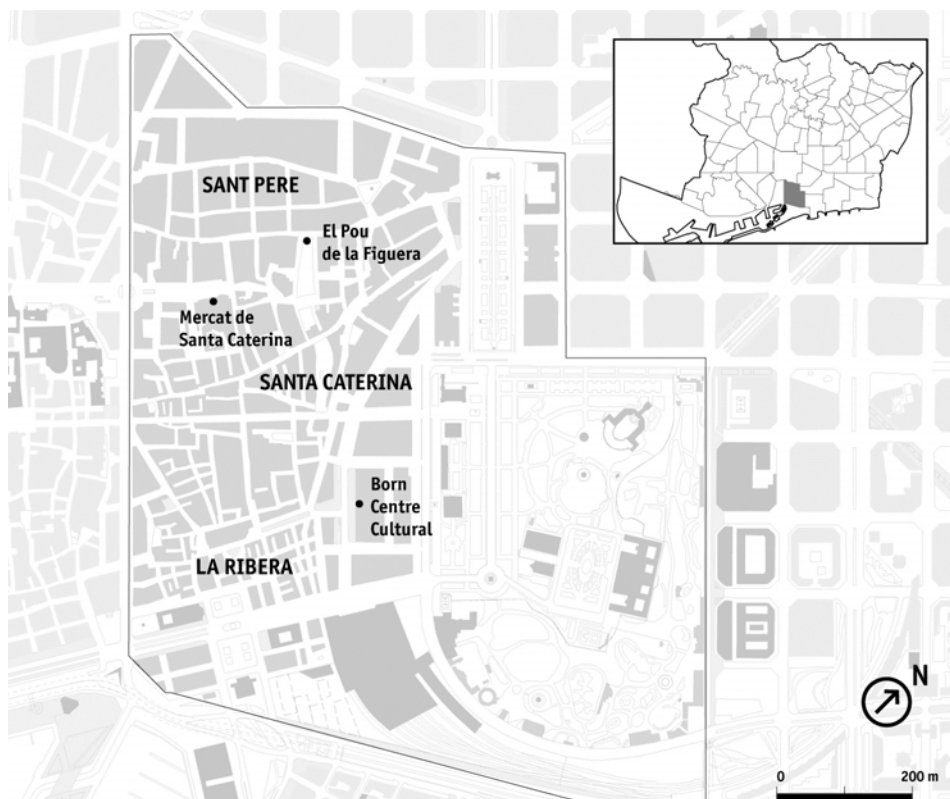 SANT PERE
El Pou
de la Figuera
Mercat de
Santa Caterina
SANTA CATERINA
Born
Centre
Cultural
LA RIBERA
N
0 200 m